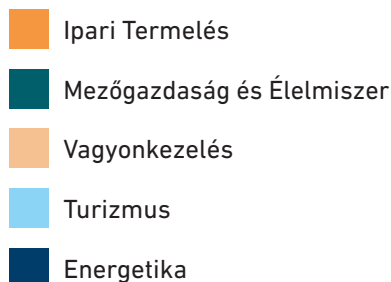 Ipari Termelés
Mezőgazdaság és Élelmiszer
Vagyonkezelés
Turizmus
Energetika